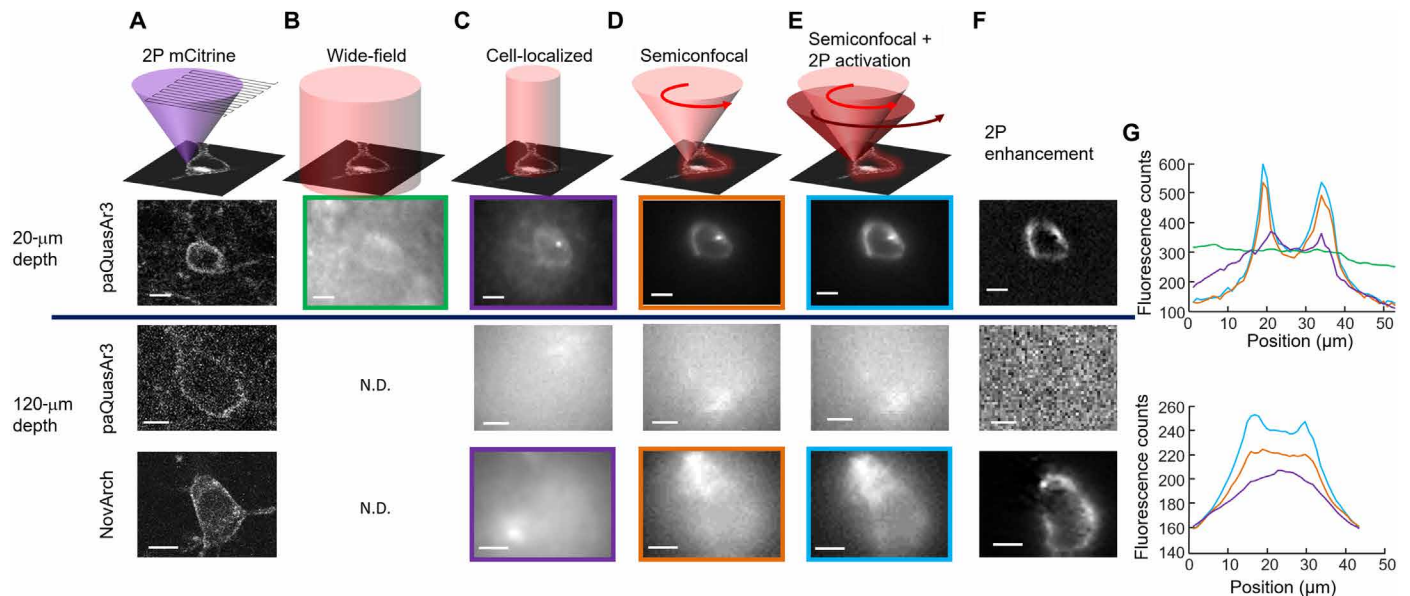 A
B
C
D
E
F
G
2P mCitrine
Wide-field
Cell-localized
Semiconfocal
Semiconfocal +
2P activation
2P
enhancement
20-μm
depth
paQuasAr3
120-μm
depth
paQuasAr3
N.D.
NovArch
N.D.
Fluorescence counts
600
500
400
300
200
100
0
10
20
30
40
50
Position (μm)
Fluorescence counts
260
240
220
200
180
160
140
0
10
20
30
40
50
Position (μm)